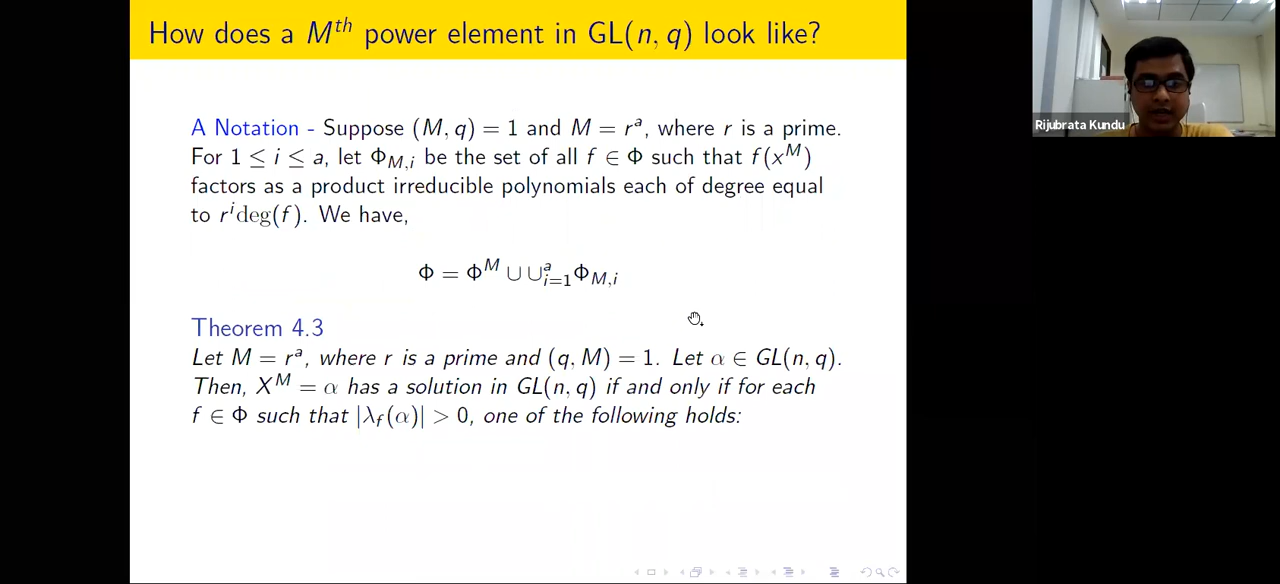 How does a M^th power element in GL(n, q) look like?
A Notation - Suppose (M, q) = 1 and M = r^a, where r is a prime.
For 1 ≤ i ≤ a, let Φ_{M,i} be the set of all f ∈ Φ such that f(x^M)
factors as a product irreducible polynomials each of degree equal
to r^i deg(f). We have,
Φ = Φ^M ∪ ∪_{i=1}^a Φ_{M,i}
Theorem 4.3
Let M = r^a, where r is a prime and (q, M) = 1. Let α ∈ GL(n, q).
Then, X^M = α has a solution in GL(n, q) if and only if for each
f ∈ Φ such that |λ_f(α)| > 0, one of the following holds:
Rijubrata Kundu